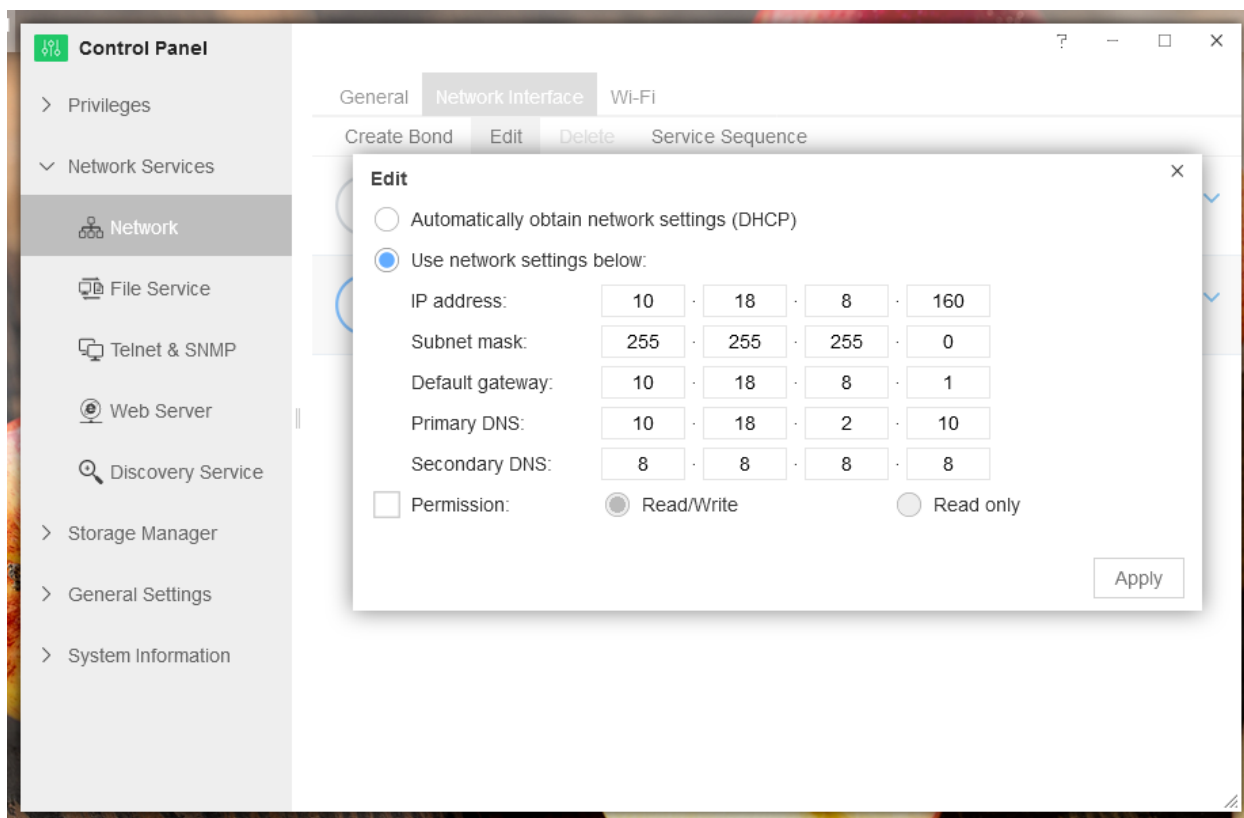 Control Panel
?
Privileges
Network Services
Network
File Service
Telnet & SNMP
Web Server
Discovery Service
Storage Manager
General Settings
System Information
General Network Interface Wi-Fi
Create Bond Edit Delete Service Sequence
Edit
Automatically obtain network settings (DHCP)
Use network settings below:
IP address: 10 . 18 . 8 . 160
Subnet mask: 255 . 255 . 255 . 0
Default gateway: 10 . 18 . 8 . 1
Primary DNS: 10 . 18 . 2 . 10
Secondary DNS: 8 . 8 . 8 . 8
Permission: Read/Write Read only
Apply